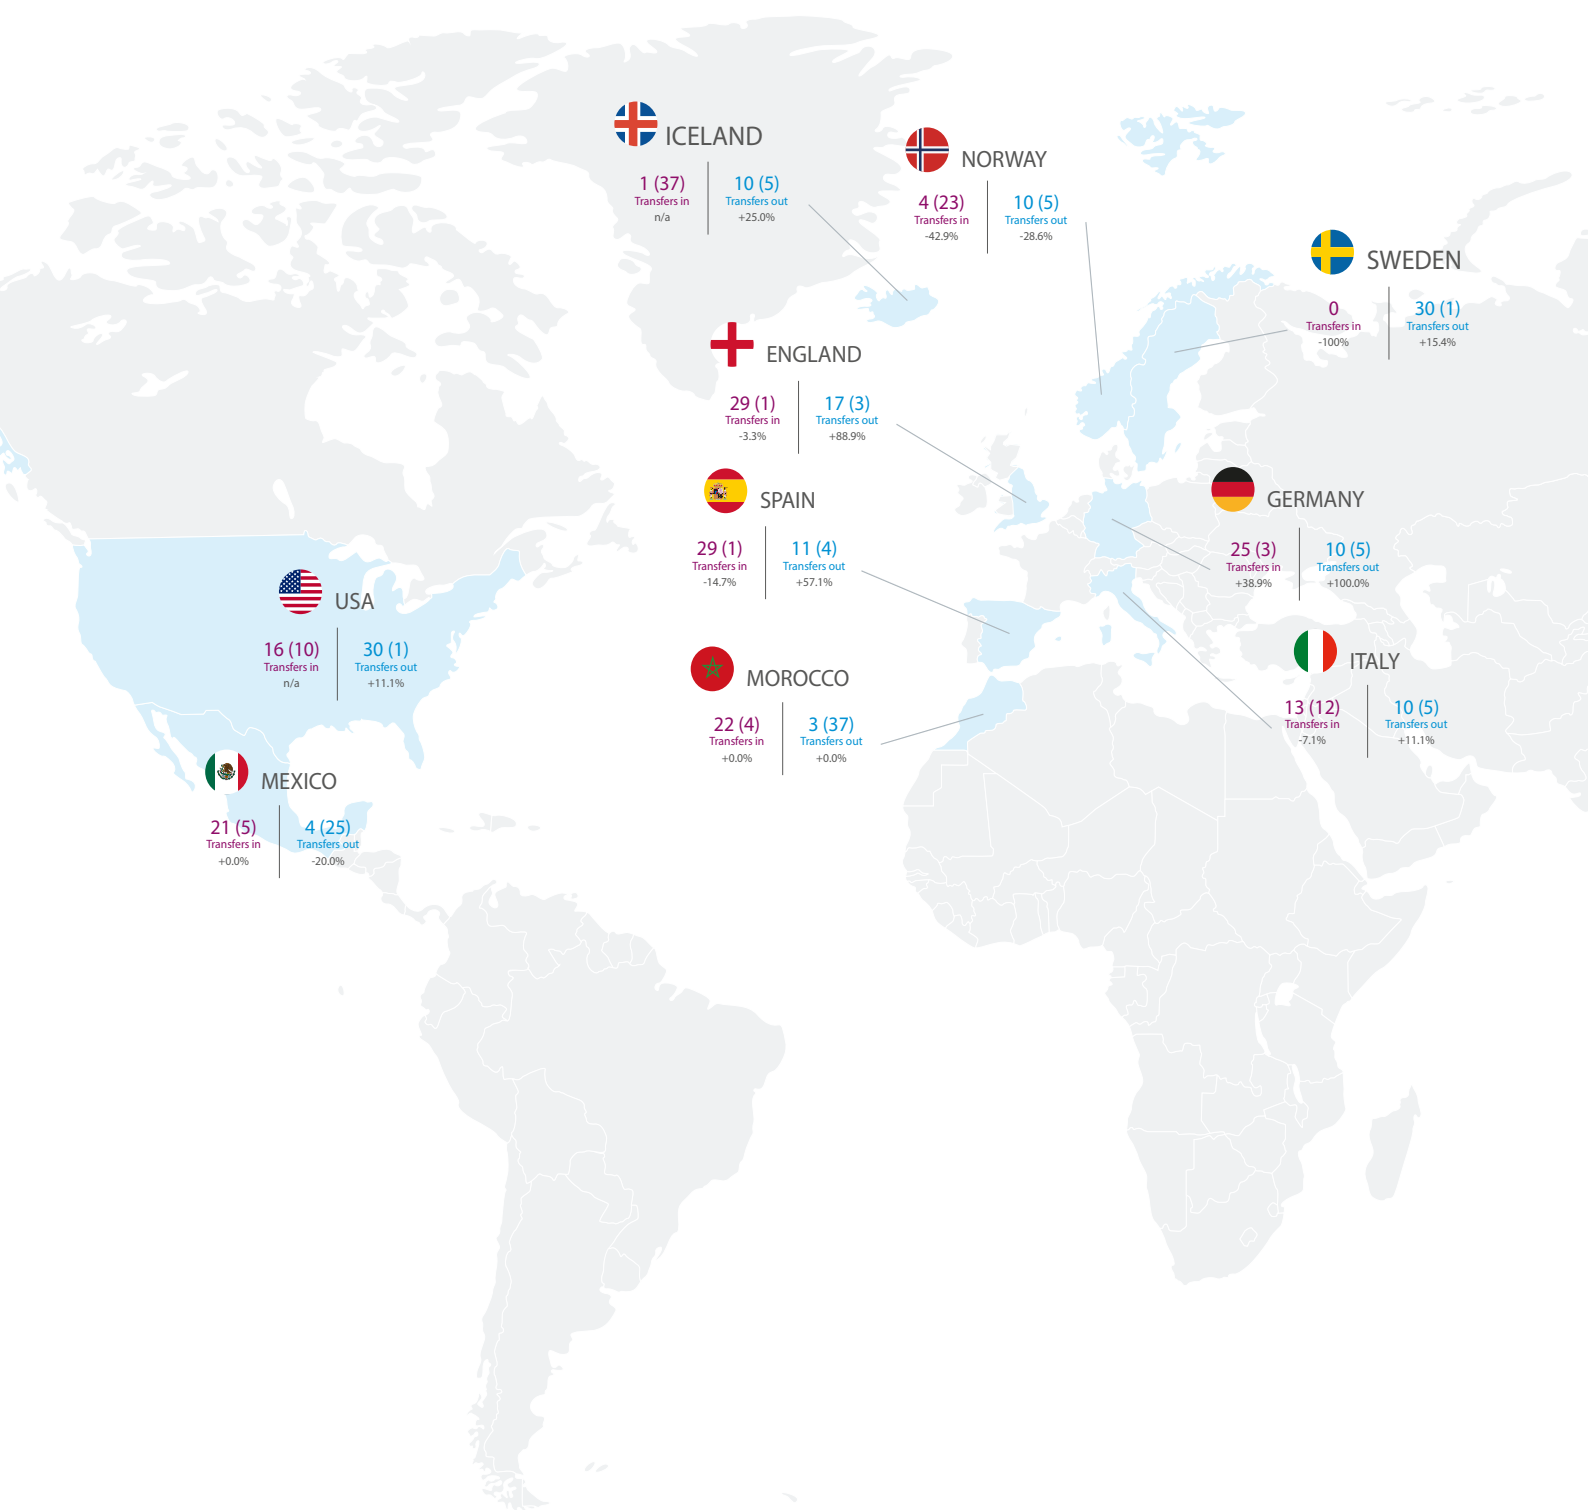 ICELAND
1 (37)
Transfers in
n/a
10 (5)
Transfers out
+25.0%
NORWAY
4 (23)
Transfers in
-42.9%
10 (5)
Transfers out
-28.6%
SWEDEN
0
Transfers in
-100%
30 (1)
Transfers out
+15.4%
ENGLAND
29 (1)
Transfers in
-3.3%
17 (3)
Transfers out
+88.9%
SPAIN
29 (1)
Transfers in
-14.7%
11 (4)
Transfers out
+57.1%
GERMANY
25 (3)
Transfers in
+38.9%
10 (5)
Transfers out
+100.0%
USA
16 (10)
Transfers in
n/a
30 (1)
Transfers out
+11.1%
MOROCCO
22 (4)
Transfers in
+0.0%
3 (37)
Transfers out
+0.0%
ITALY
13 (12)
Transfers in
-7.1%
10 (5)
Transfers out
+11.1%
MEXICO
21 (5)
Transfers in
+0.0%
4 (25)
Transfers out
-20.0%